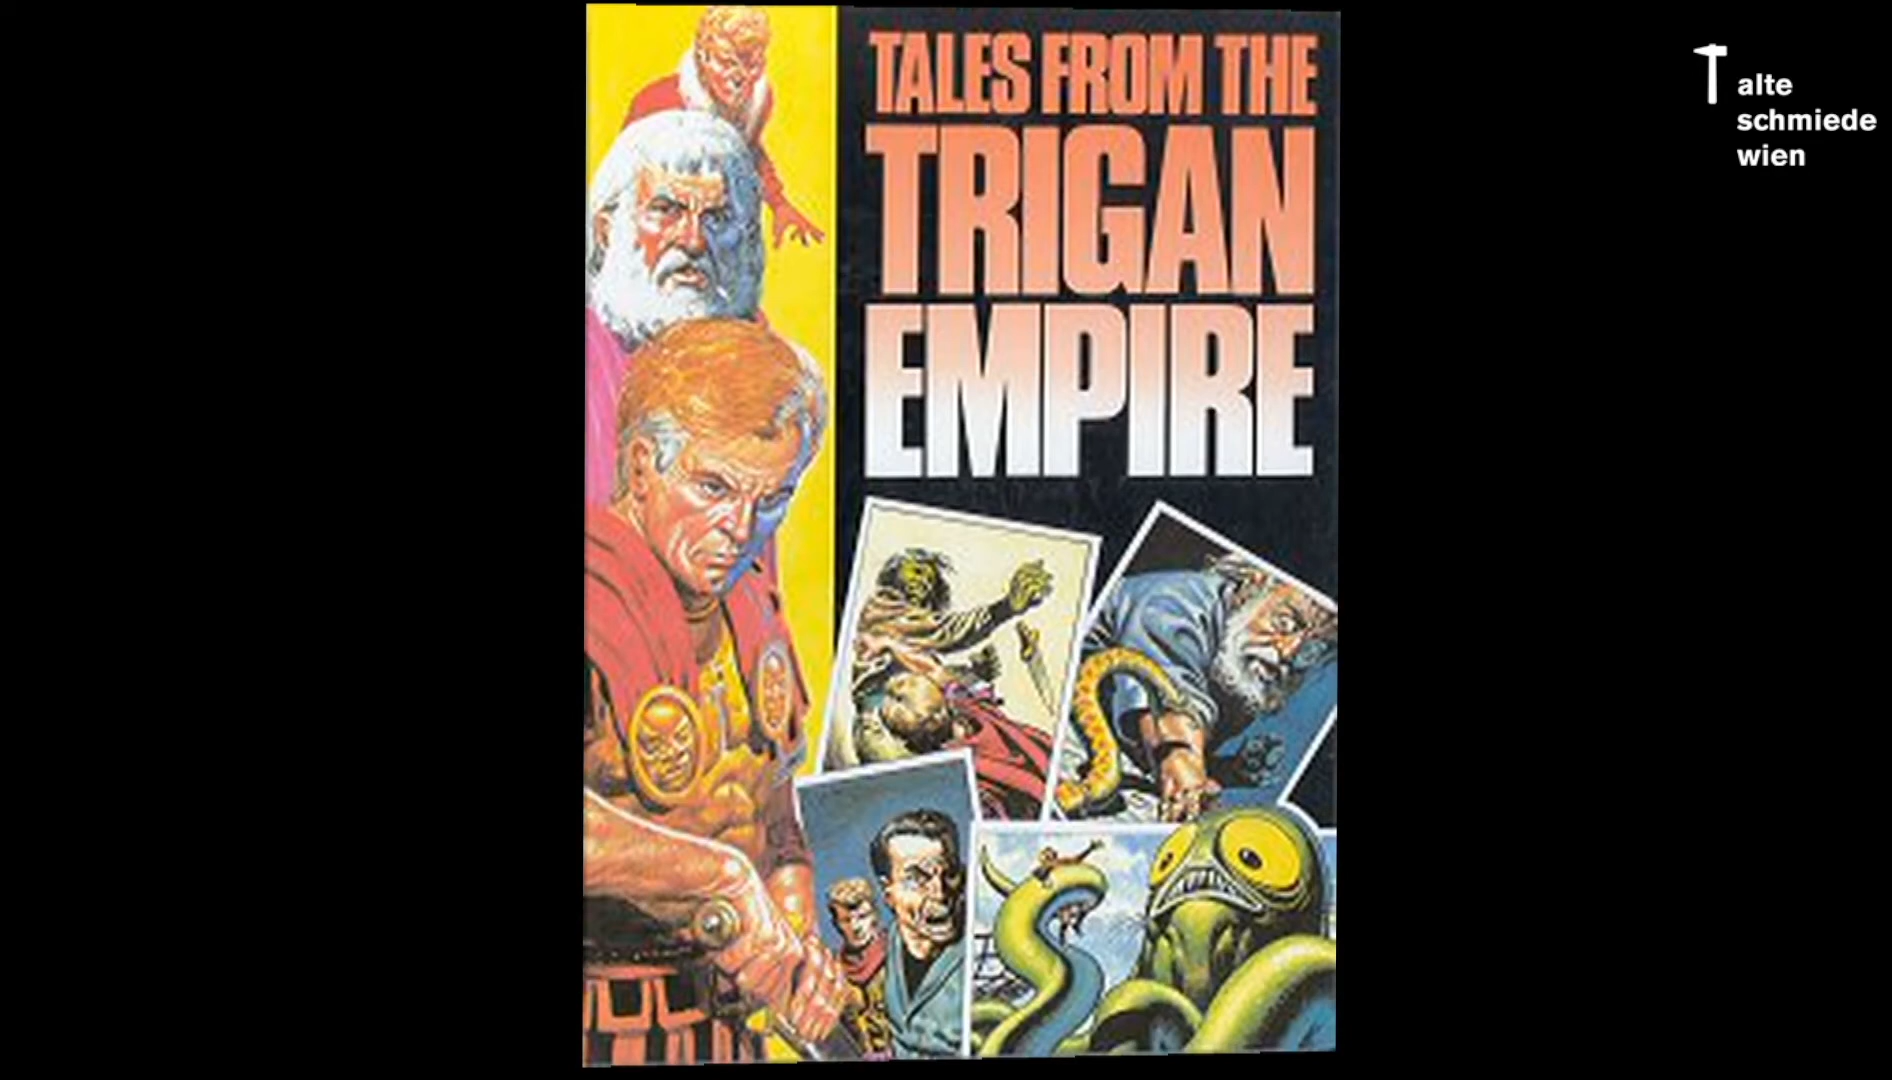 TALES FROM THE
TRIGAN
EMPIRE
alte
schmiede
wien